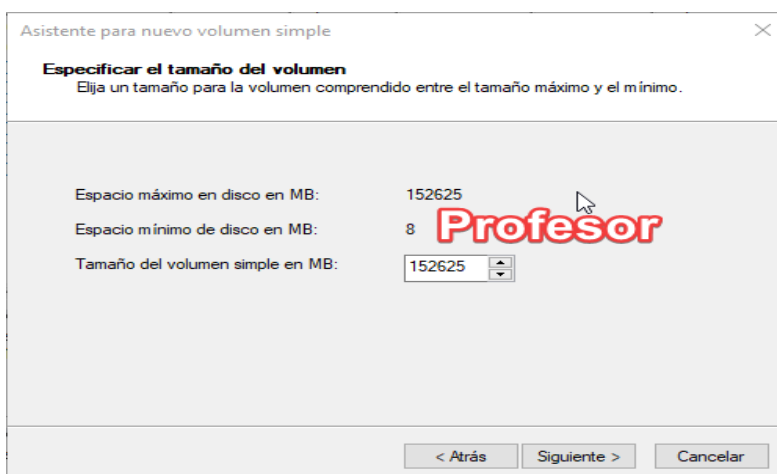 Asistente para nuevo volumen simple
Especificar el tamaño del volumen
Elija un tamaño para la volumen comprendido entre el tamaño máximo y el mínimo.
Espacio máximo en disco en MB: 152625
Espacio mínimo de disco en MB: 8
Profesor
Tamaño del volumen simple en MB: 152625
< Atrás Siguiente > Cancelar